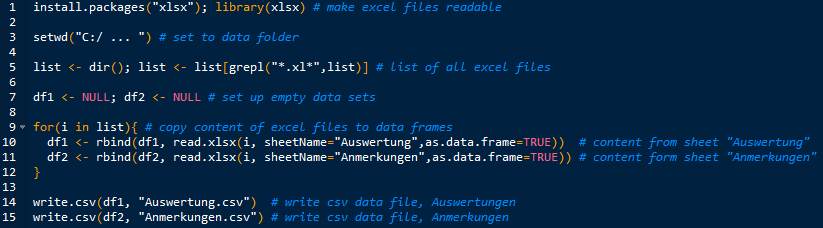 1 install.packages("xlsx"); library(xlsx) # make excel files readable
2
3 setwd("C:/ ... ") # set to data folder
4
5 list <- dir(); list <- list[grepl("*.xl*",list)] # list of all excel files
6
7 df1 <- NULL; df2 <- NULL # set up empty data sets
8
9 for(i in list){ # copy content of excel files to data frames
10   df1 <- rbind(df1, read.xlsx(i, sheetName="Auswertung",as.data.frame=TRUE))  # content from sheet "Auswertung"
11   df2 <- rbind(df2, read.xlsx(i, sheetName="Anmerkungen",as.data.frame=TRUE)) # content form sheet "Anmerkungen"
12 }
13
14 write.csv(df1, "Auswertung.csv")  # write csv data file, Auswertungen
15 write.csv(df2, "Anmerkungen.csv") # write csv data file, Anmerkungen